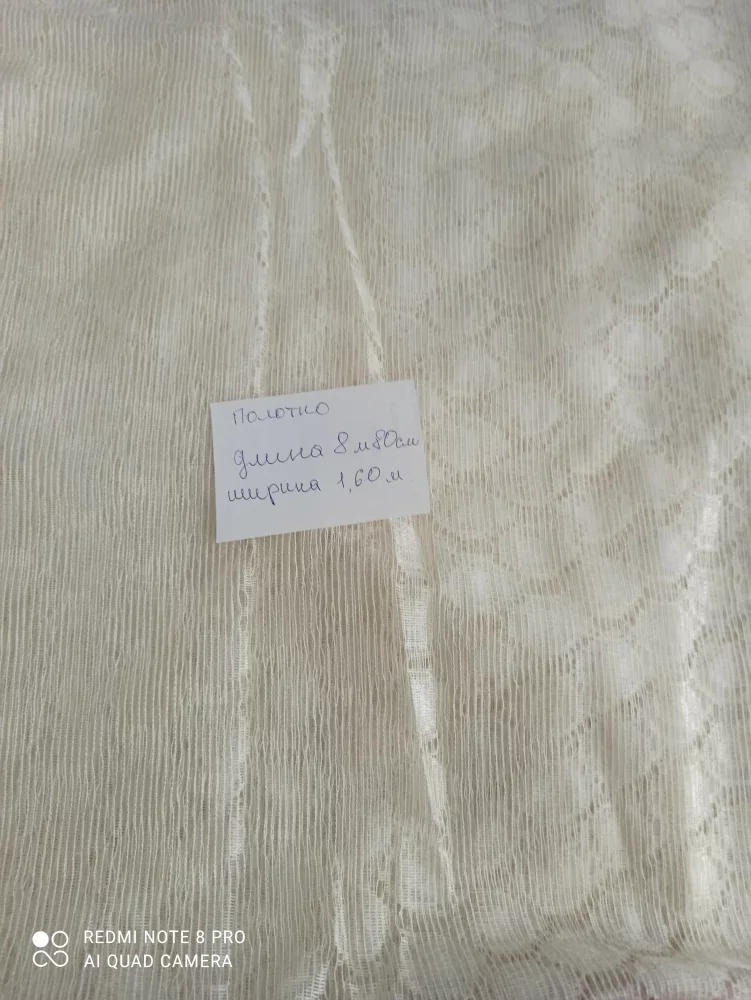 Полотно
длина 8 м 80 см
ширина 1,60 м
REDMI NOTE 8 PRO
AI QUAD CAMERA